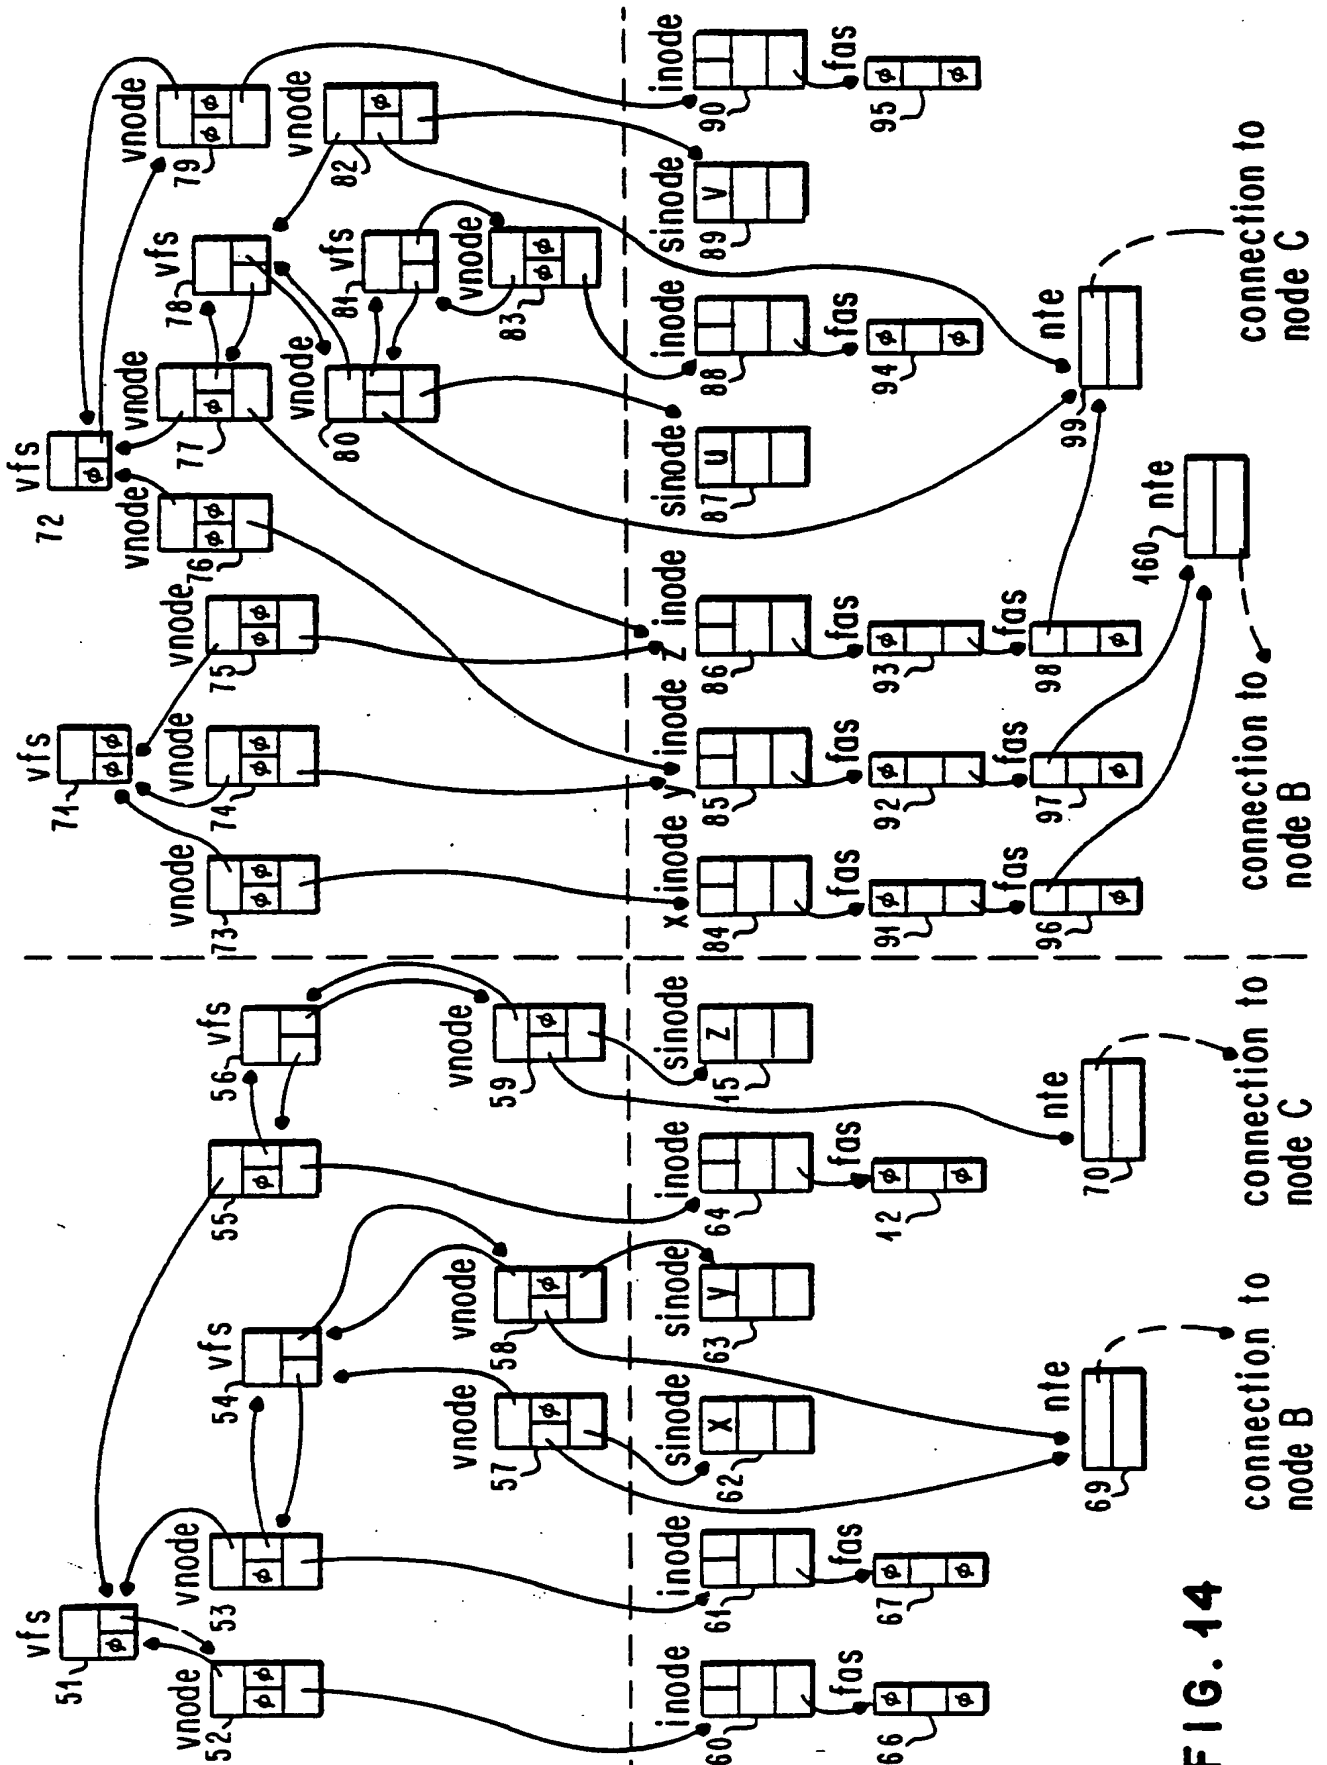 vfs
51
vnode
52
vnode
53
vfs
54
vnode
55
vfs
56
vnode
57
vnode
58
vnode
59
inode
60
fas
66
inode
61
fas
67
sinode
x
62
sinode
y
63
inode
64
fas
12
sinode
z
15
nte
69
connection to
node B
nte
70
connection to
node C
vfs
71
vfs
72
vnode
73
vnode
74
vnode
75
vnode
76
vnode
77
vfs
78
vnode
79
vnode
80
vfs
81
vnode
82
vnode
83
x inode
84
fas
91
fas
96
y inode
85
fas
92
fas
97
z inode
86
fas
93
fas
98
sinode
u
87
inode
88
fas
94
sinode
v
89
inode
90
fas
95
nte
160
connection to
node B
nte
99
connection to
node C
FIG. 14